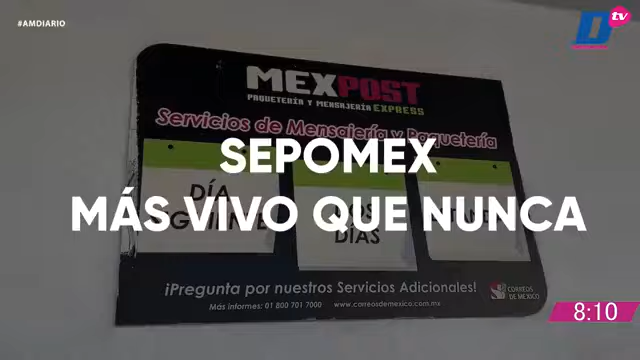 #AMDIARIO
D tv
MEXPOST
PAQUETERÍA Y MENSAJERÍA EXPRESS
Servicios de Mensajería y Paquetería
SEPOMEX
MÁS VIVO QUE NUNCA
DÍA
DÍAS
¡Pregunta por nuestros Servicios Adicionales!
CORREOS
DE MÉXICO
Más informes: 01 800 701 7000 www.correosdemexico.com.mx
8:10